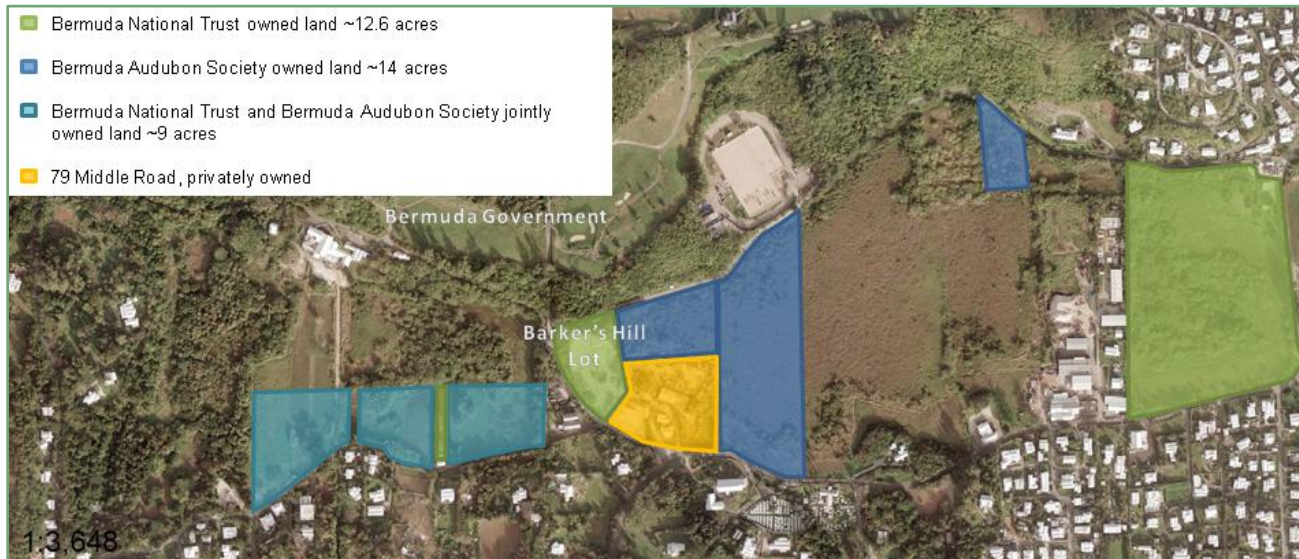 Bermuda National Trust owned land ~12.6 acres
Bermuda Audubon Society owned land ~14 acres
Bermuda National Trust and Bermuda Audubon Society jointly
owned land ~9 acres
79 Middle Road, privately owned
Bermuda Government
Barker's Hill
Lot
1:3,648